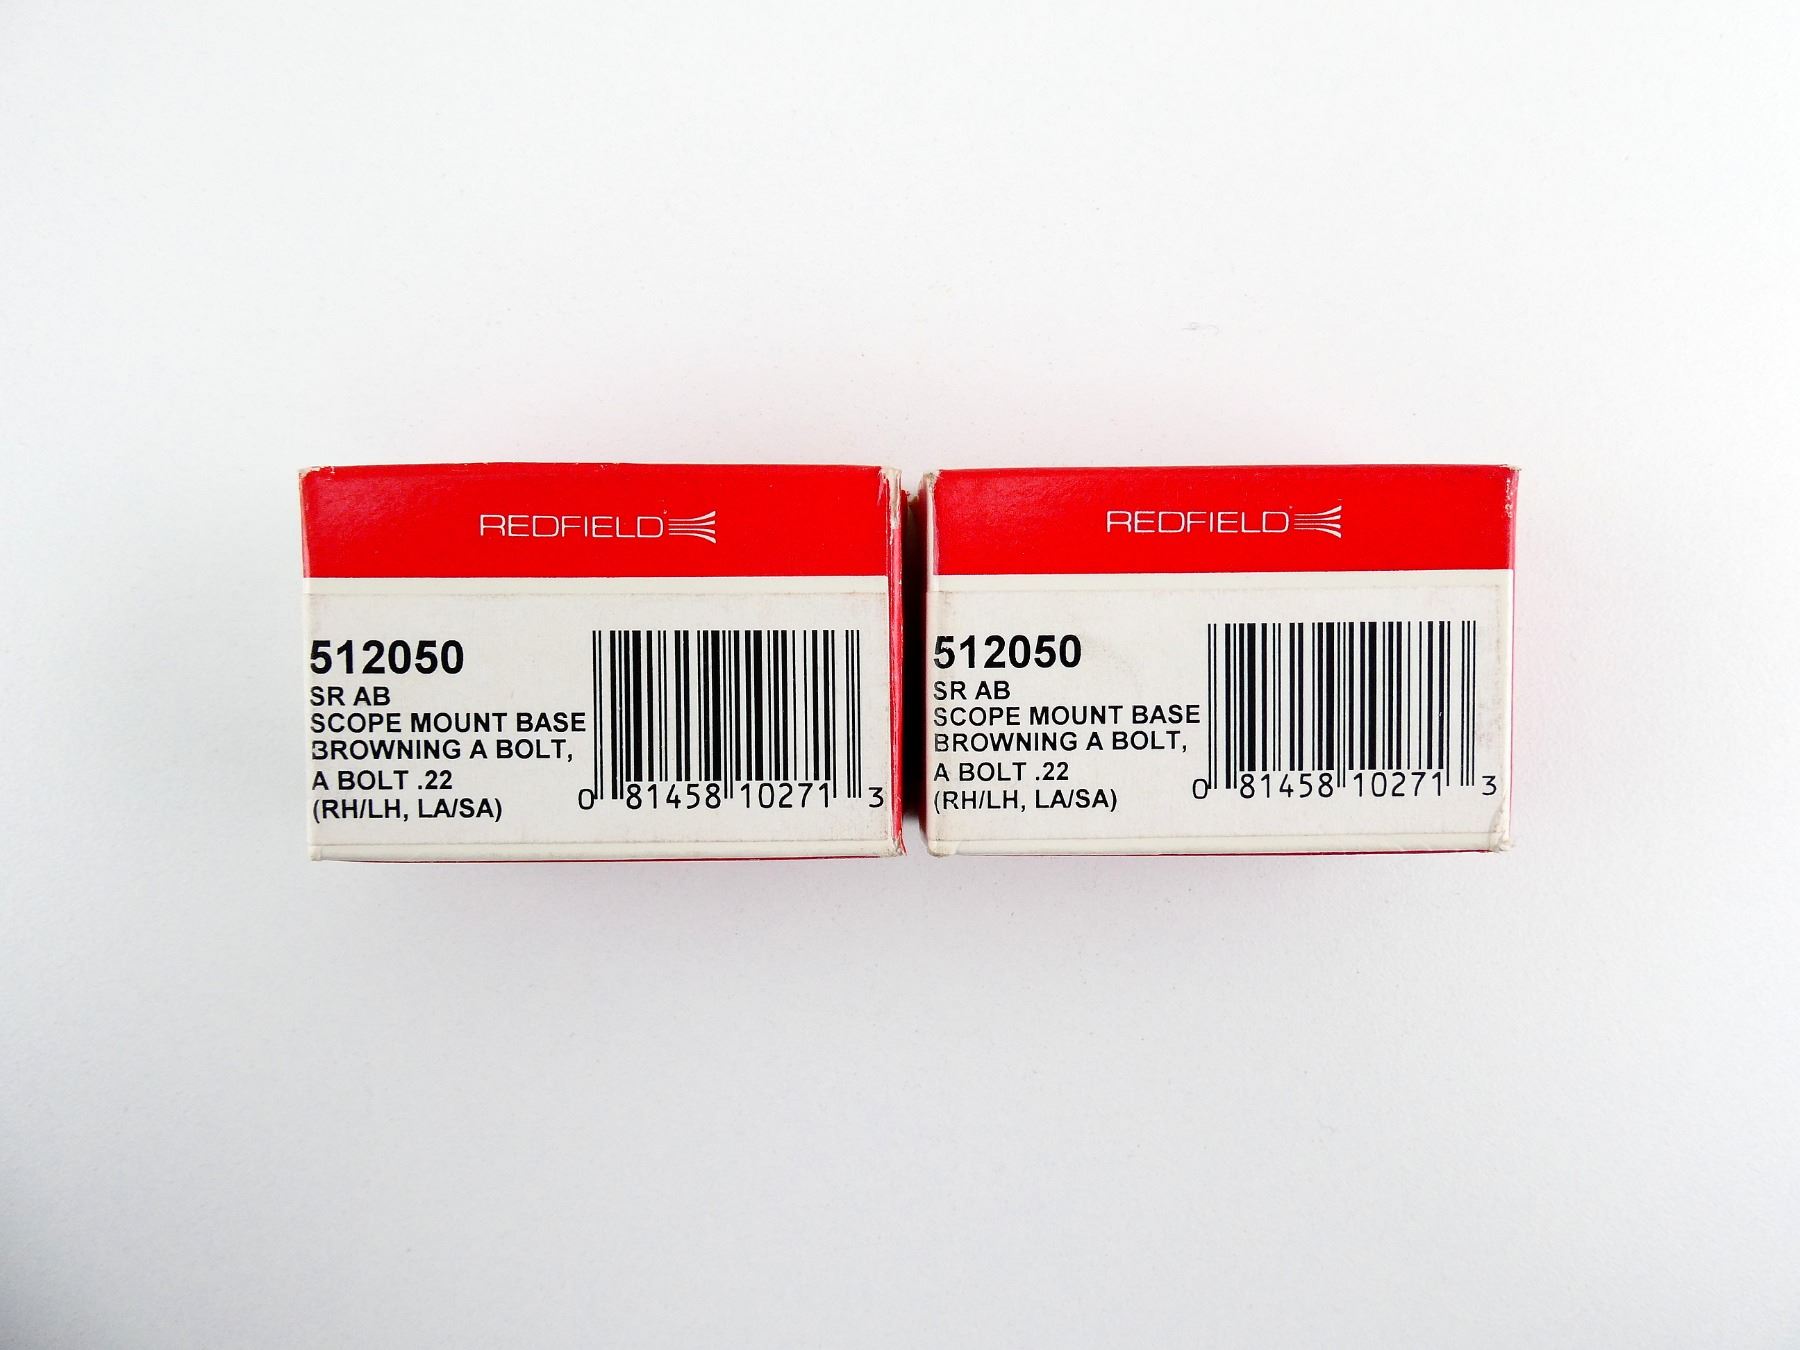 REDFIELD
512050
SR AB
SCOPE MOUNT BASE
BROWNING A BOLT,
A BOLT .22
(RH/LH, LA/SA)
0 81458 10271 3
REDFIELD
512050
SR AB
SCOPE MOUNT BASE
BROWNING A BOLT,
A BOLT .22
(RH/LH, LA/SA)
0 81458 10271 3